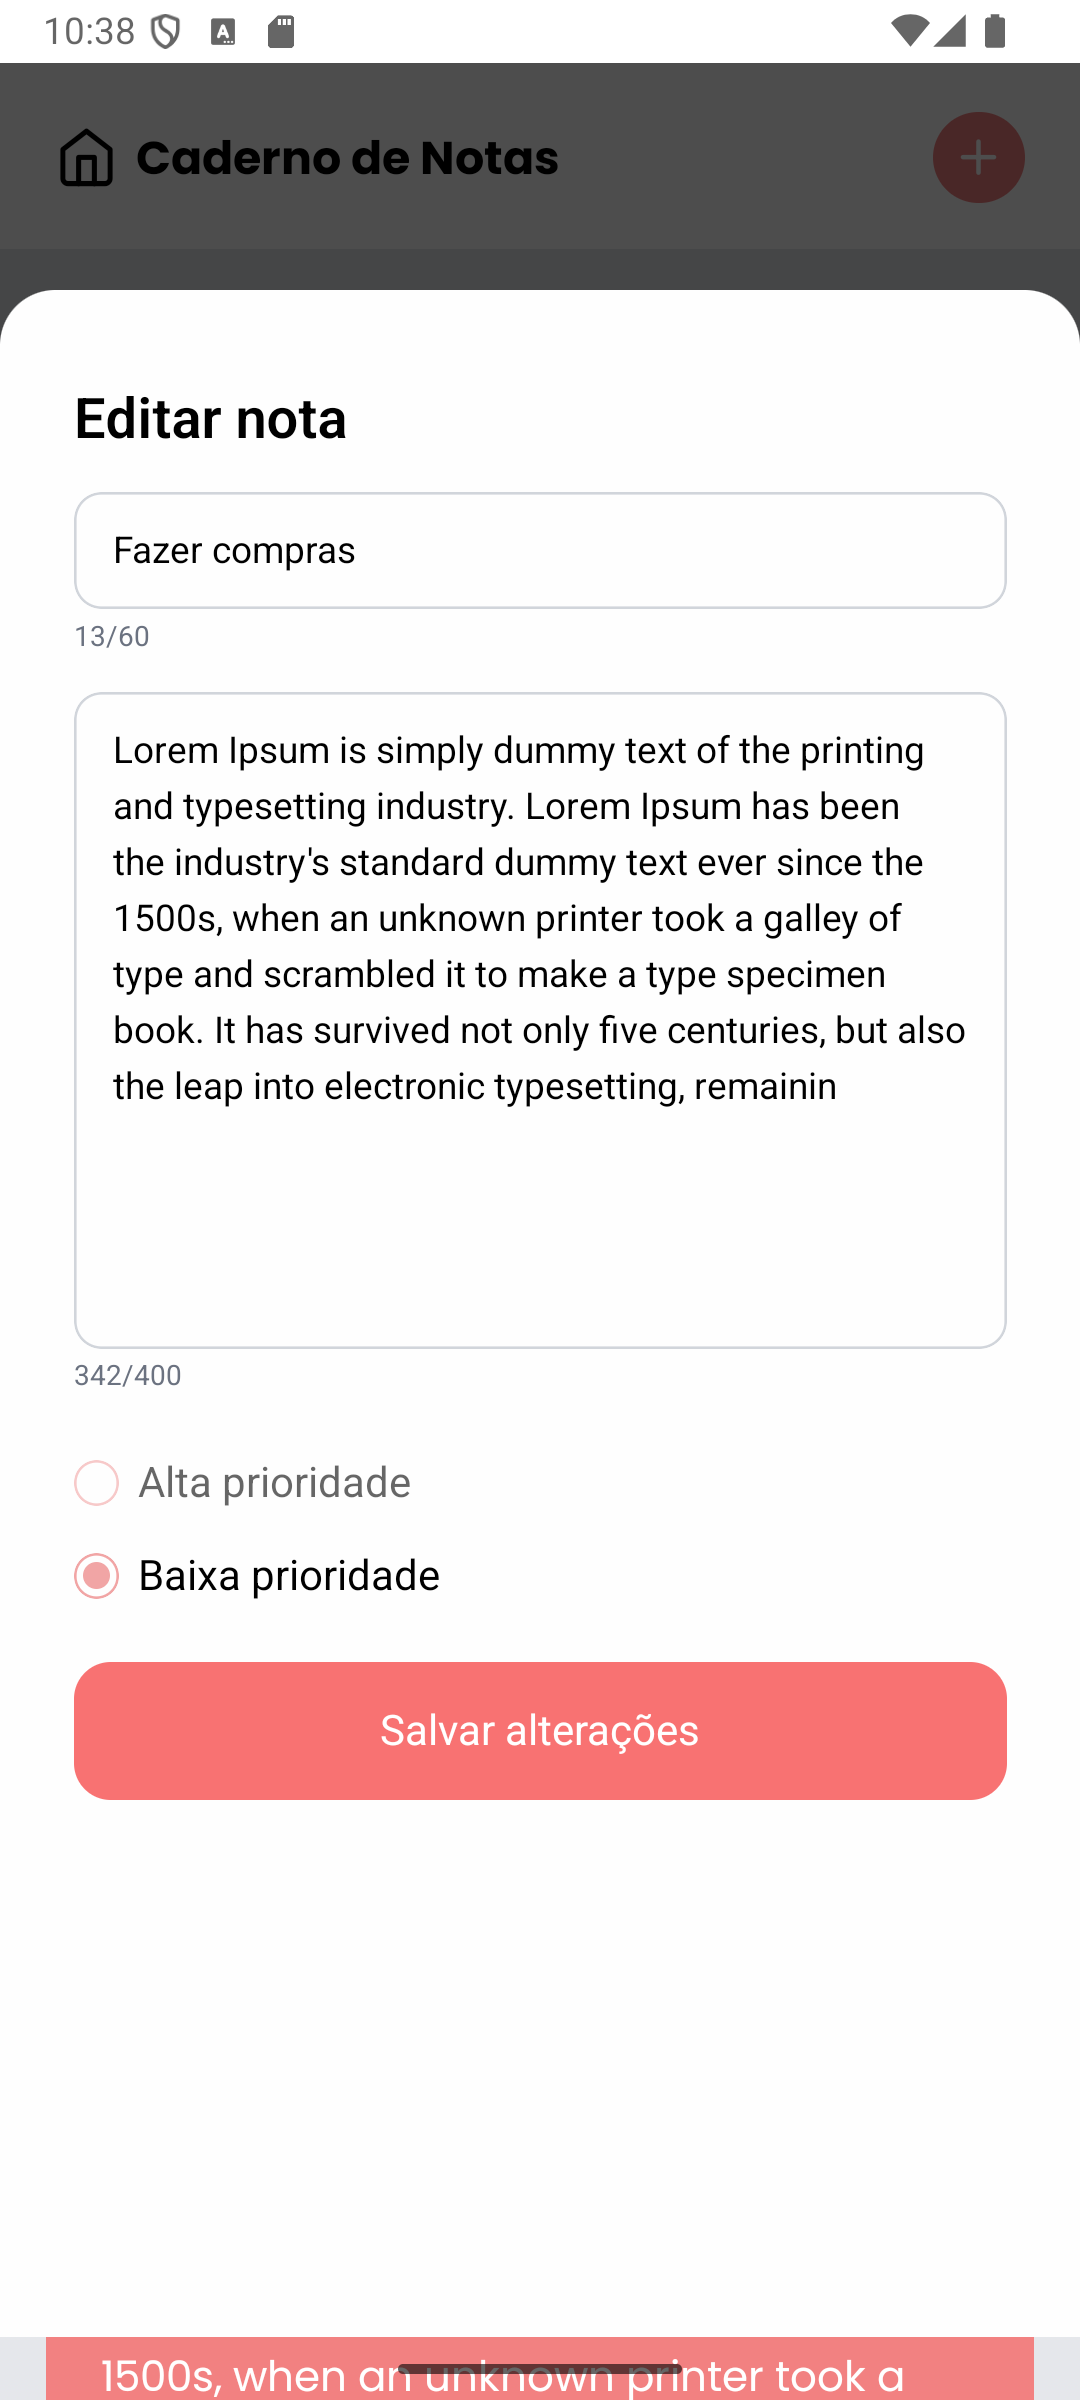 10:38
Caderno de Notas
Editar nota
Fazer compras
13/60
Lorem Ipsum is simply dummy text of the printing
and typesetting industry. Lorem Ipsum has been
the industry's standard dummy text ever since the
1500s, when an unknown printer took a galley of
type and scrambled it to make a type specimen
book. It has survived not only five centuries, but also
the leap into electronic typesetting, remainin
342/400
Alta prioridade
Baixa prioridade
Salvar alterações
1500s, when an unknown printer took a